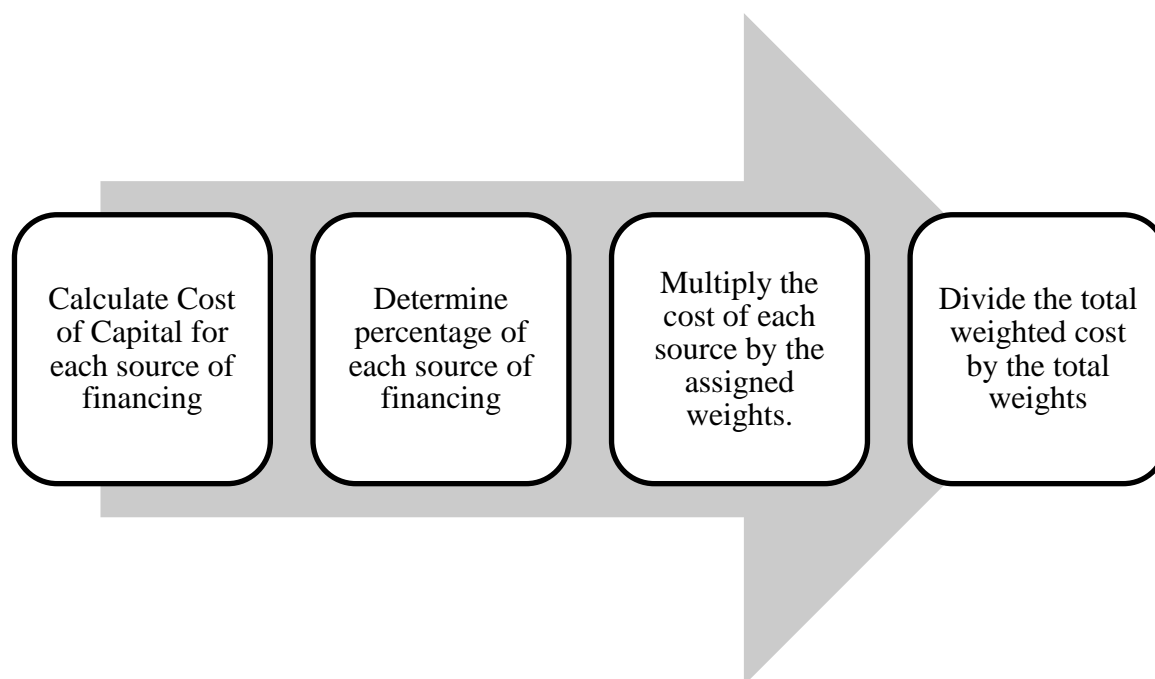 Calculate Cost
of Capital for
each source of
financing
Determine
percentage of
each source of
financing
Multiply the
cost of each
source by the
assigned
weights.
Divide the total
weighted cost
by the total
weights